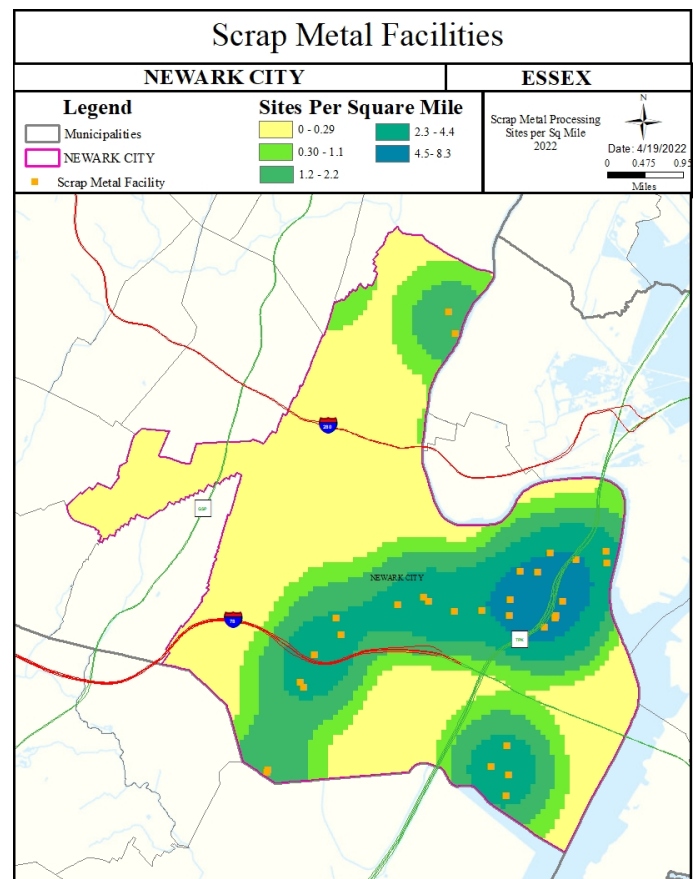 Scrap Metal Facilities
NEWARK CITY
ESSEX
Legend
Municipalities
NEWARK CITY
Scrap Metal Facility
Sites Per Square Mile
0 - 0.29
0.30 - 1.1
1.2 - 2.2
2.3 - 4.4
4.5- 8.3
Scrap Metal Processing
Sites per Sq Mile
2022
N
Date: 4/19/2022
0 0.475 0.95
Miles
280
GSP
NEWARK CITY
78